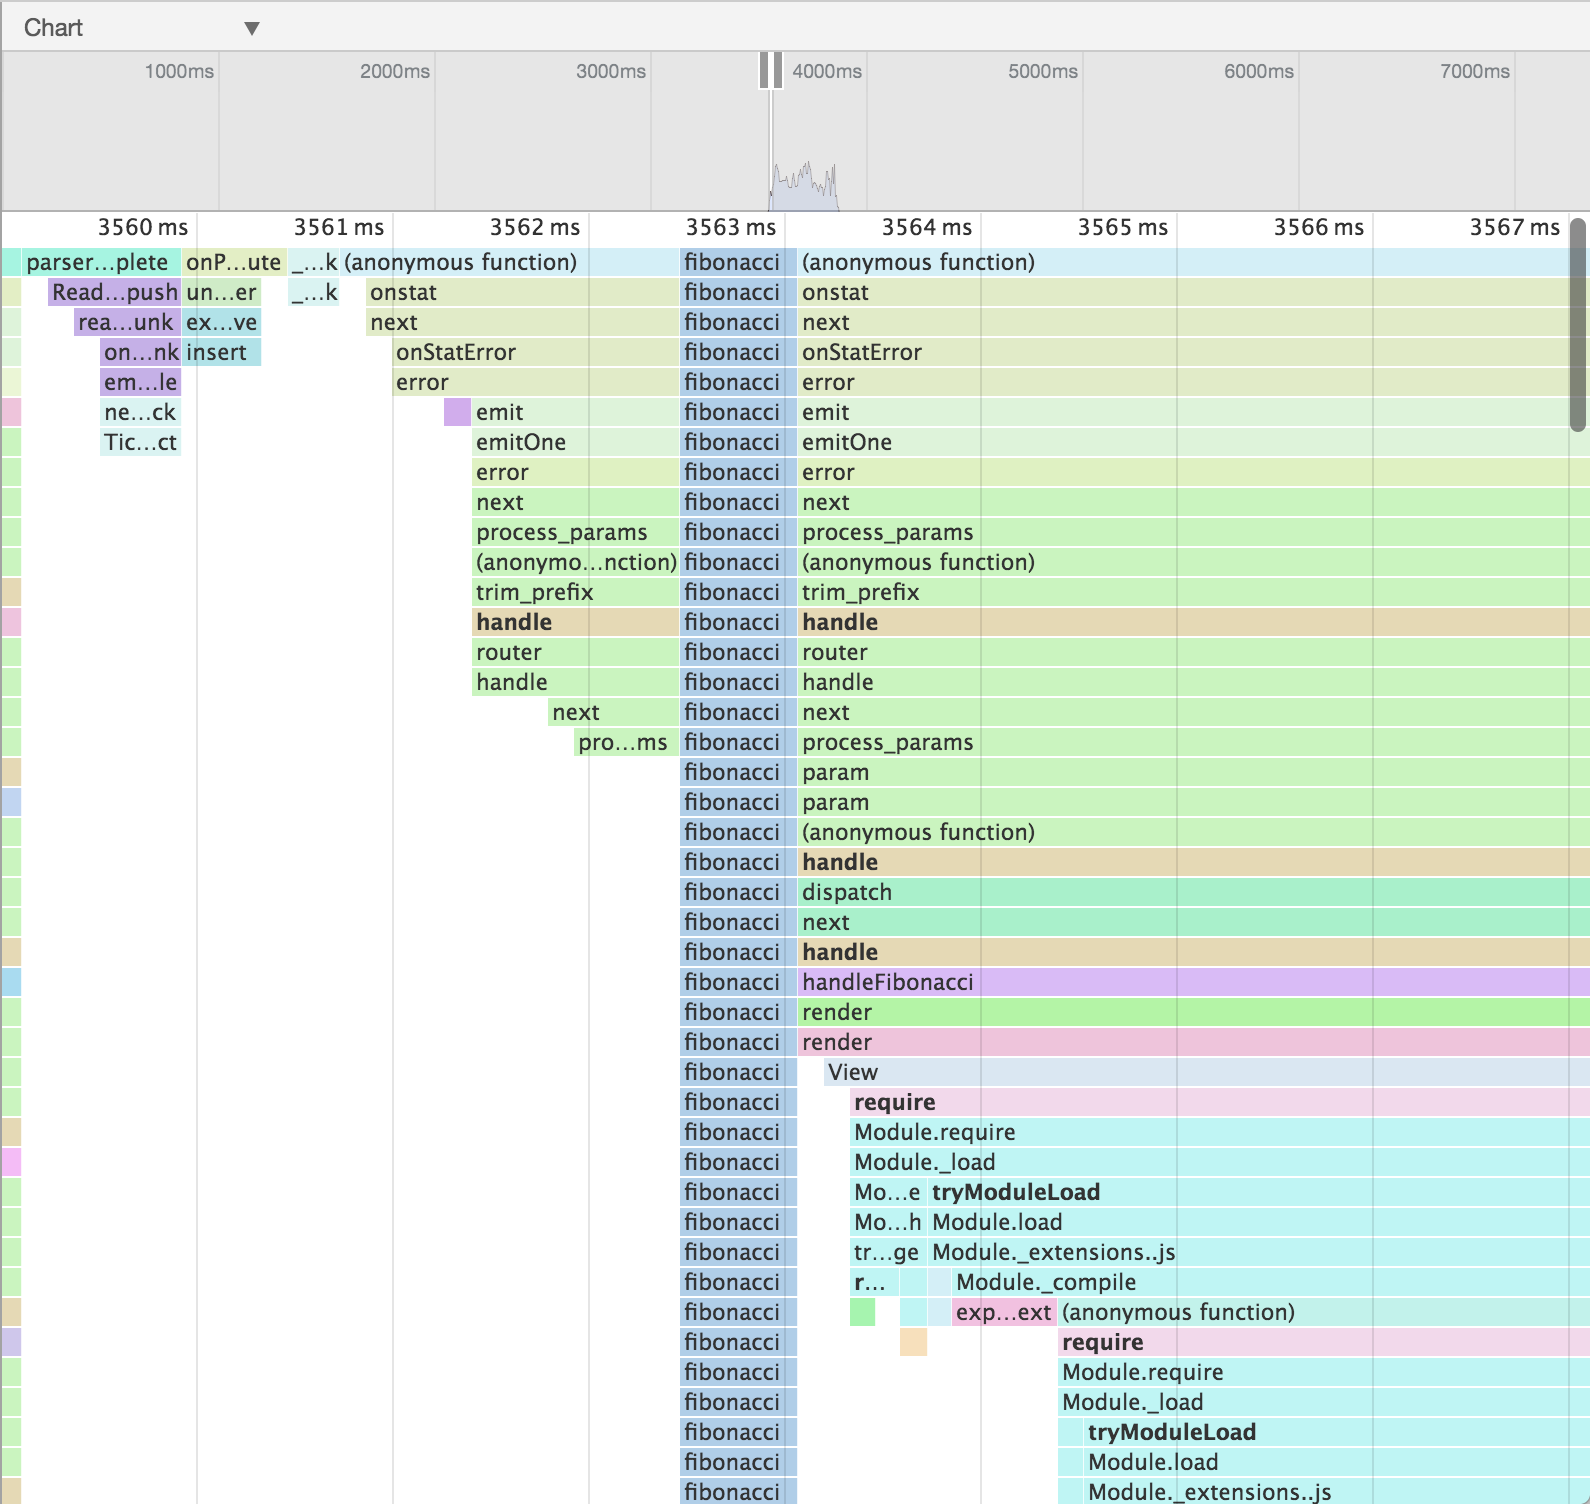 Chart ▼
1000ms 2000ms 3000ms 4000ms 5000ms 6000ms 7000ms
3560 ms 3561 ms 3562 ms 3563 ms 3564 ms 3565 ms 3566 ms 3567 ms
parser…plete onP…ute _…k (anonymous function) fibonacci (anonymous function)
Read…push un…er _…k onstat fibonacci onstat
rea…unk ex…ve next fibonacci next
on…nk insert onStatError fibonacci onStatError
em…le error fibonacci error
ne…ck emit fibonacci emit
Tic…ct emitOne fibonacci emitOne
error fibonacci error
next fibonacci next
process_params fibonacci process_params
(anonymo…nction) fibonacci (anonymous function)
trim_prefix fibonacci trim_prefix
handle fibonacci handle
router fibonacci router
handle fibonacci handle
next fibonacci next
pro…ms fibonacci process_params
fibonacci param
fibonacci param
fibonacci (anonymous function)
fibonacci handle
fibonacci dispatch
fibonacci next
fibonacci handle
fibonacci handleFibonacci
fibonacci render
fibonacci render
fibonacci View
fibonacci require
fibonacci Module.require
fibonacci Module._load
fibonacci Mo…e tryModuleLoad
fibonacci Mo…h Module.load
fibonacci tr…ge Module._extensions..js
fibonacci r… Module._compile
fibonacci exp…ext (anonymous function)
fibonacci require
fibonacci Module.require
fibonacci Module._load
fibonacci tryModuleLoad
fibonacci Module.load
fibonacci Module._extensions..js